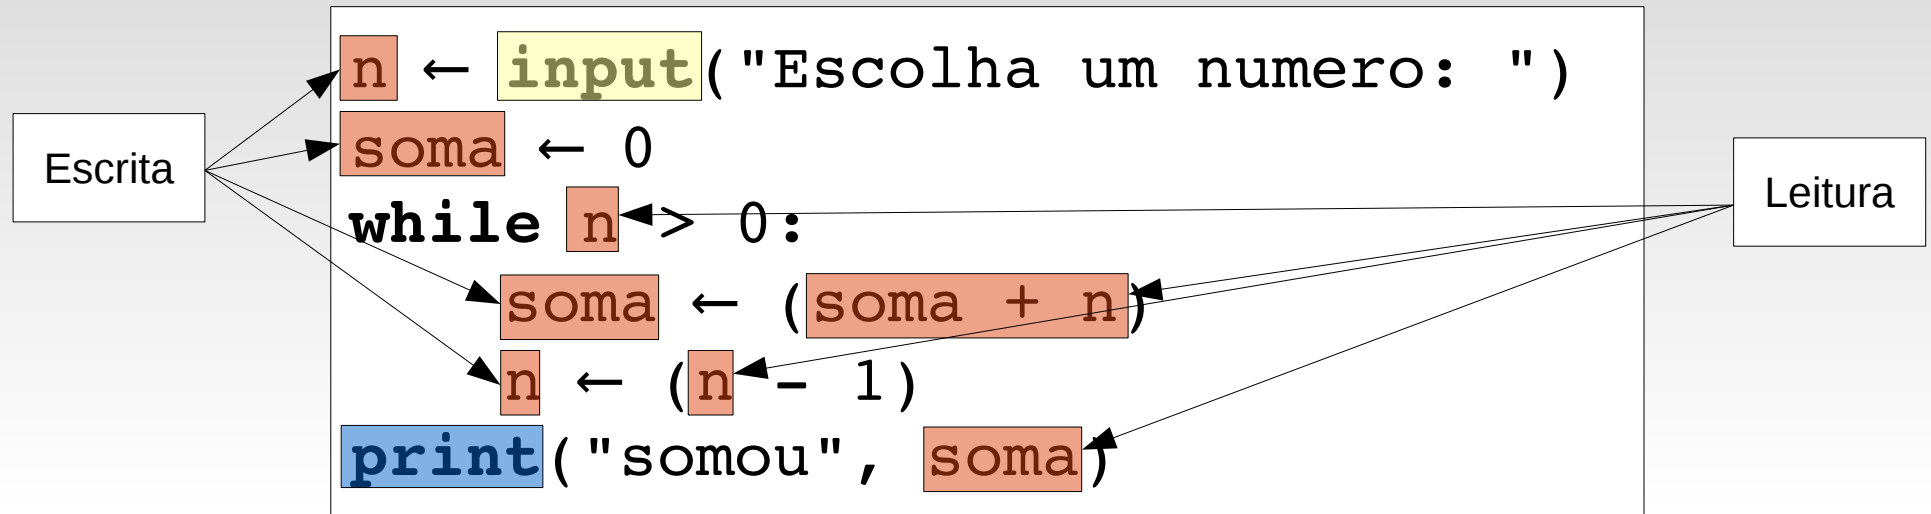 n ← input("Escolha um numero: ")
soma ← 0
Escrita
Leitura
while n > 0:
soma ← (soma + n)
n ← (n - 1)
print("somou", soma)